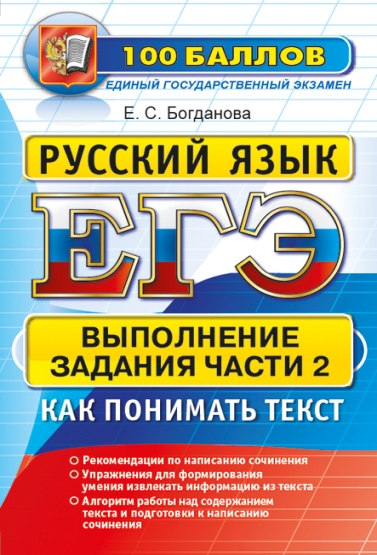 100 БАЛЛОВ
ЕДИНЫЙ ГОСУДАРСТВЕННЫЙ ЭКЗАМЕН
Е. С. Богданова
РУССКИЙ ЯЗЫК
ЕГЭ
ВЫПОЛНЕНИЕ
ЗАДАНИЯ ЧАСТИ 2
КАК ПОНИМАТЬ ТЕКСТ
Рекомендации по написанию сочинения
Упражнения для формирования
умения извлекать информацию из текста
Алгоритм работы над содержанием
текста и подготовки к написанию
сочинения